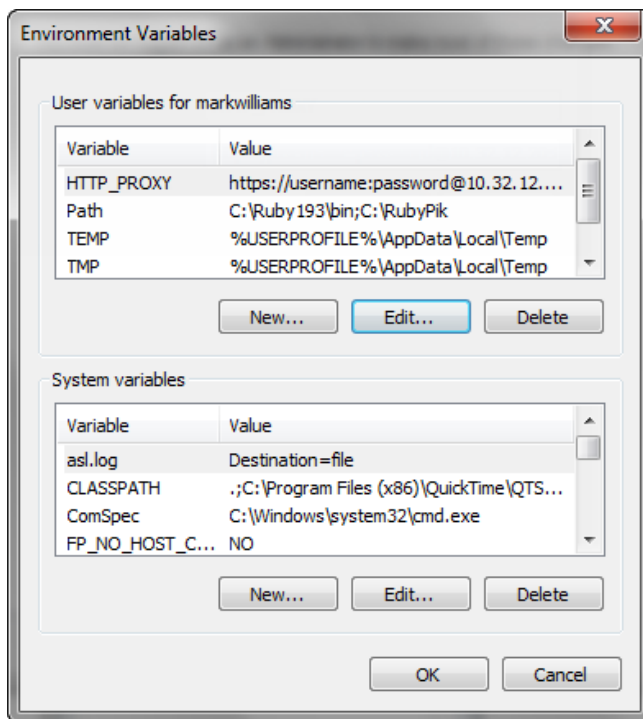 Environment Variables
User variables for markwilliams
Variable Value
HTTP_PROXY https://username:password@10.32.12....
Path C:\Ruby193\bin;C:\RubyPik
TEMP %USERPROFILE%\AppData\Local\Temp
TMP %USERPROFILE%\AppData\Local\Temp
New... Edit... Delete
System variables
Variable Value
asl.log Destination=file
CLASSPATH .;C:\Program Files (x86)\QuickTime\QTS...
ComSpec C:\Windows\system32\cmd.exe
FP_NO_HOST_C... NO
New... Edit... Delete
OK Cancel